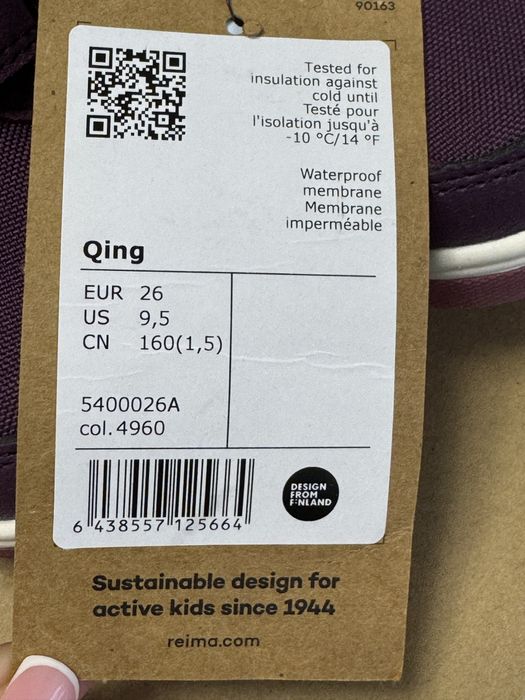 90163
Tested for
insulation against
cold until
Testé pour
l'isolation jusqu'à
-10 °C/14 °F
Waterproof
membrane
Membrane
imperméable
Qing
EUR 26
US 9,5
CN 160(1,5)
5400026A
col.4960
6 438557 125664
DESIGN
FROM
FINLAND
Sustainable design for
active kids since 1944
reima.com